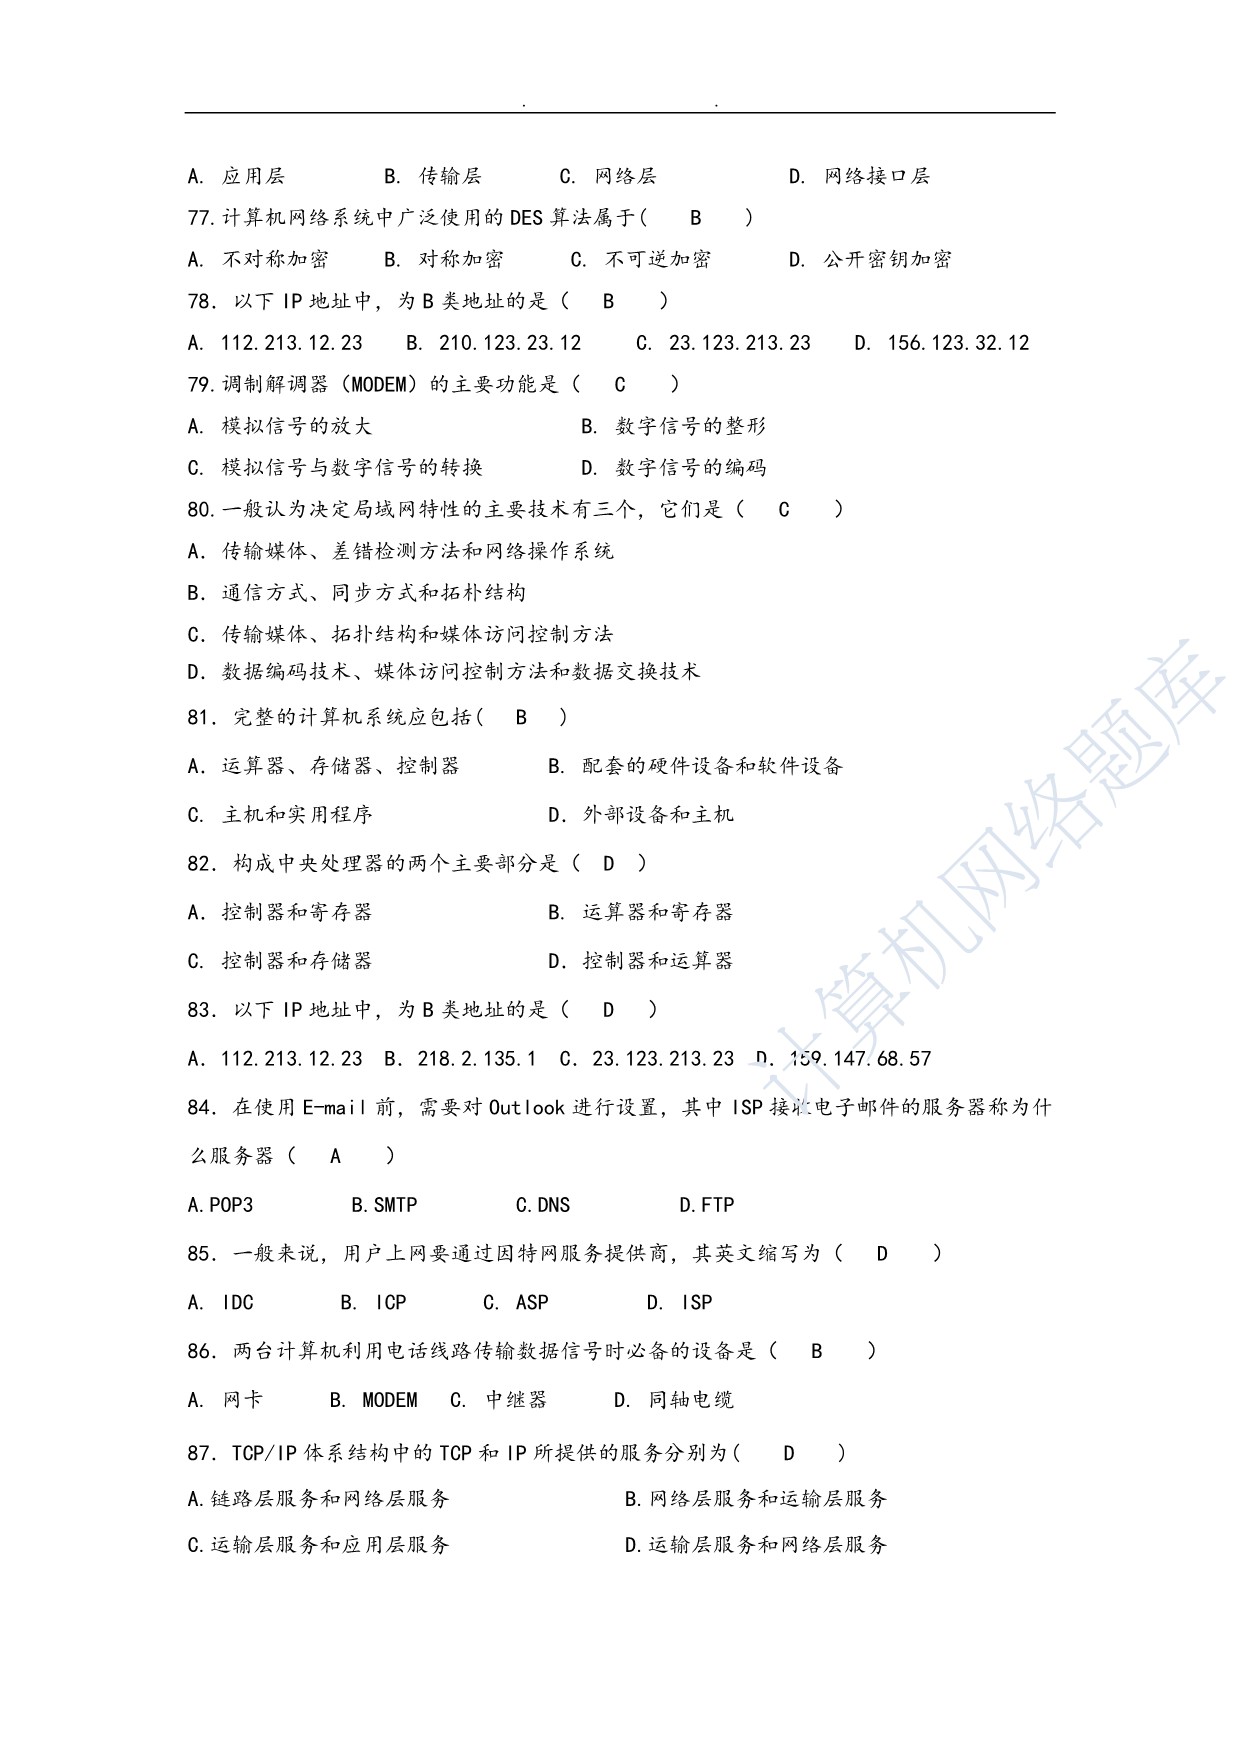 A. 应用层 B. 传输层 C. 网络层 D. 网络接口层
77.计算机网络系统中广泛使用的DES算法属于( B )
A. 不对称加密 B. 对称加密 C. 不可逆加密 D. 公开密钥加密
78．以下IP地址中，为B类地址的是（ B ）
A. 112.213.12.23 B. 210.123.23.12 C. 23.123.213.23 D. 156.123.32.12
79.调制解调器（MODEM）的主要功能是（ C ）
A. 模拟信号的放大 B. 数字信号的整形
C. 模拟信号与数字信号的转换 D. 数字信号的编码
80.一般认为决定局域网特性的主要技术有三个，它们是（ C ）
A．传输媒体、差错检测方法和网络操作系统
B．通信方式、同步方式和拓朴结构
C．传输媒体、拓扑结构和媒体访问控制方法
D．数据编码技术、媒体访问控制方法和数据交换技术
81．完整的计算机系统应包括( B )
A．运算器、存储器、控制器 B. 配套的硬件设备和软件设备
C. 主机和实用程序 D．外部设备和主机
82．构成中央处理器的两个主要部分是（ D ）
A．控制器和寄存器 B. 运算器和寄存器
C. 控制器和存储器 D．控制器和运算器
83．以下IP地址中，为B类地址的是（ D ）
A．112.213.12.23 B．218.2.135.1 C．23.123.213.23 D．159.147.68.57
84．在使用E-mail前，需要对Outlook进行设置，其中ISP接收电子邮件的服务器称为什
么服务器（ A ）
A.POP3 B.SMTP C.DNS D.FTP
85．一般来说，用户上网要通过因特网服务提供商，其英文缩写为（ D ）
A. IDC B. ICP C. ASP D. ISP
86．两台计算机利用电话线路传输数据信号时必备的设备是（ B ）
A. 网卡 B. MODEM C. 中继器 D. 同轴电缆
87．TCP/IP体系结构中的TCP和IP所提供的服务分别为( D )
A.链路层服务和网络层服务 B.网络层服务和运输层服务
C.运输层服务和应用层服务 D.运输层服务和网络层服务
计算机网络题库